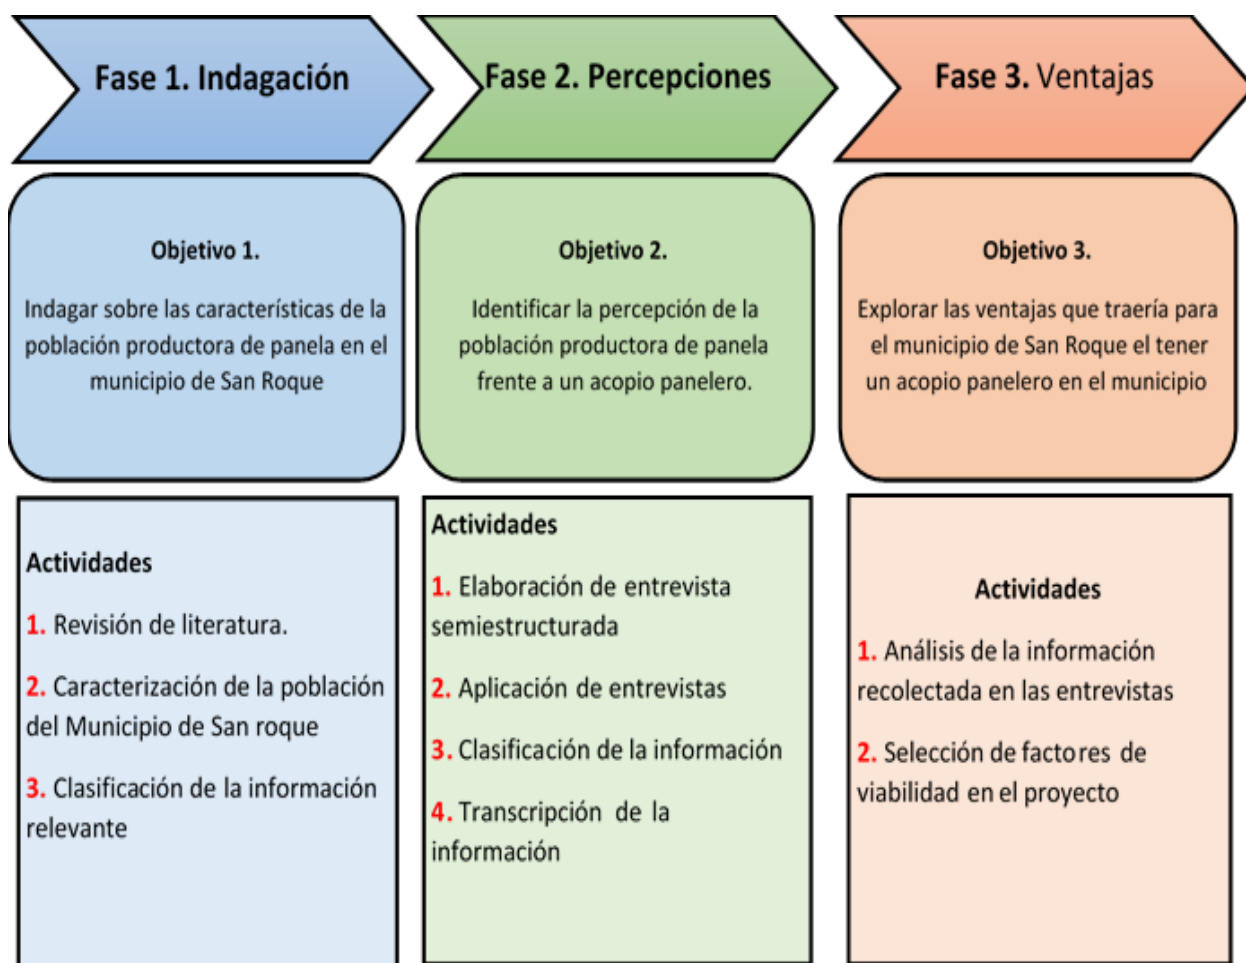 Fase 1. Indagación
Fase 2. Percepciones
Fase 3. Ventajas
Objetivo 1.
Indagar sobre las características de la
población productora de panela en el
municipio de San Roque
Objetivo 2.
Identificar la percepción de la
población productora de panela
frente a un acopio panelero.
Objetivo 3.
Explorar las ventajas que traería para
el municipio de San Roque el tener
un acopio panelero en el municipio
Actividades
1. Revisión de literatura.
2. Caracterización de la población
del Municipio de San roque
3. Clasificación de la información
relevante
Actividades
1. Elaboración de entrevista
semiestructurada
2. Aplicación de entrevistas
3. Clasificación de la información
4. Transcripción de la
información
Actividades
1. Análisis de la información
recolectada en las entrevistas
2. Selección de factores de
viabilidad en el proyecto